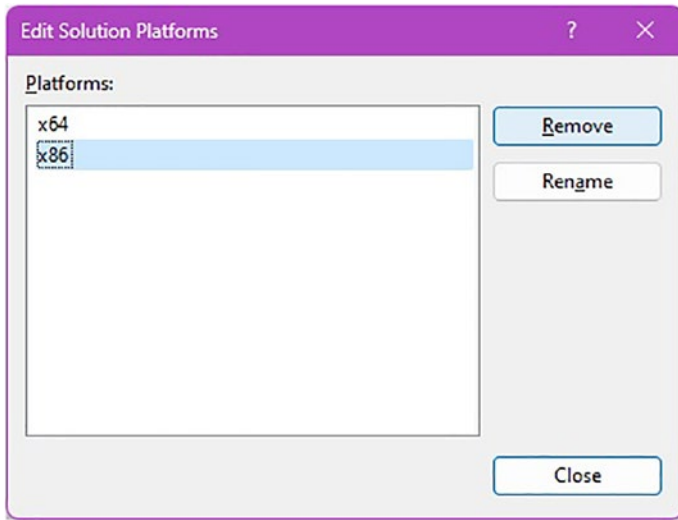 Edit Solution Platforms ? ×
Platforms:
x64
x86
Remove
Rename
Close